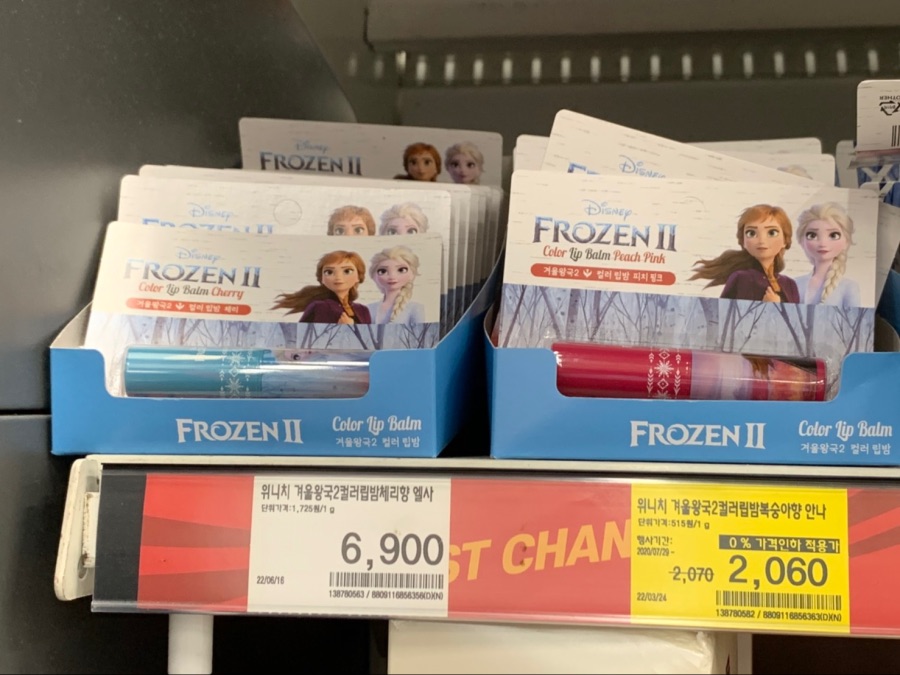 Disney
FROZEN II
Disney
FROZEN II
Disney
FROZEN II
Color Lip Balm Cherry
겨울왕국2 컬러 립밤 체리
FROZEN II
Color Lip Balm
겨울왕국2 컬러 립밤
Disney
Disney
FROZEN II
Color Lip Balm Peach Pink
겨울왕국2 컬러 립밤 피치 핑크
FROZEN II
Color Lip Balm
겨울왕국2 컬러 립밤
위니치 겨울왕국2컬러립밤체리향 엘사
단위가격:1,725원/1 g
6,900
22/06/16
138780563 / 8809116856356(D)(N)
ST CHAN
위니치 겨울왕국2컬러립밤복숭아향 안나
단위가격:515원/1 g
행사기간:
2020/07/29 -
0 % 가격인하 적용가
2,070 2,060
22/03/24
138780582 / 8809116856363(D)(N)